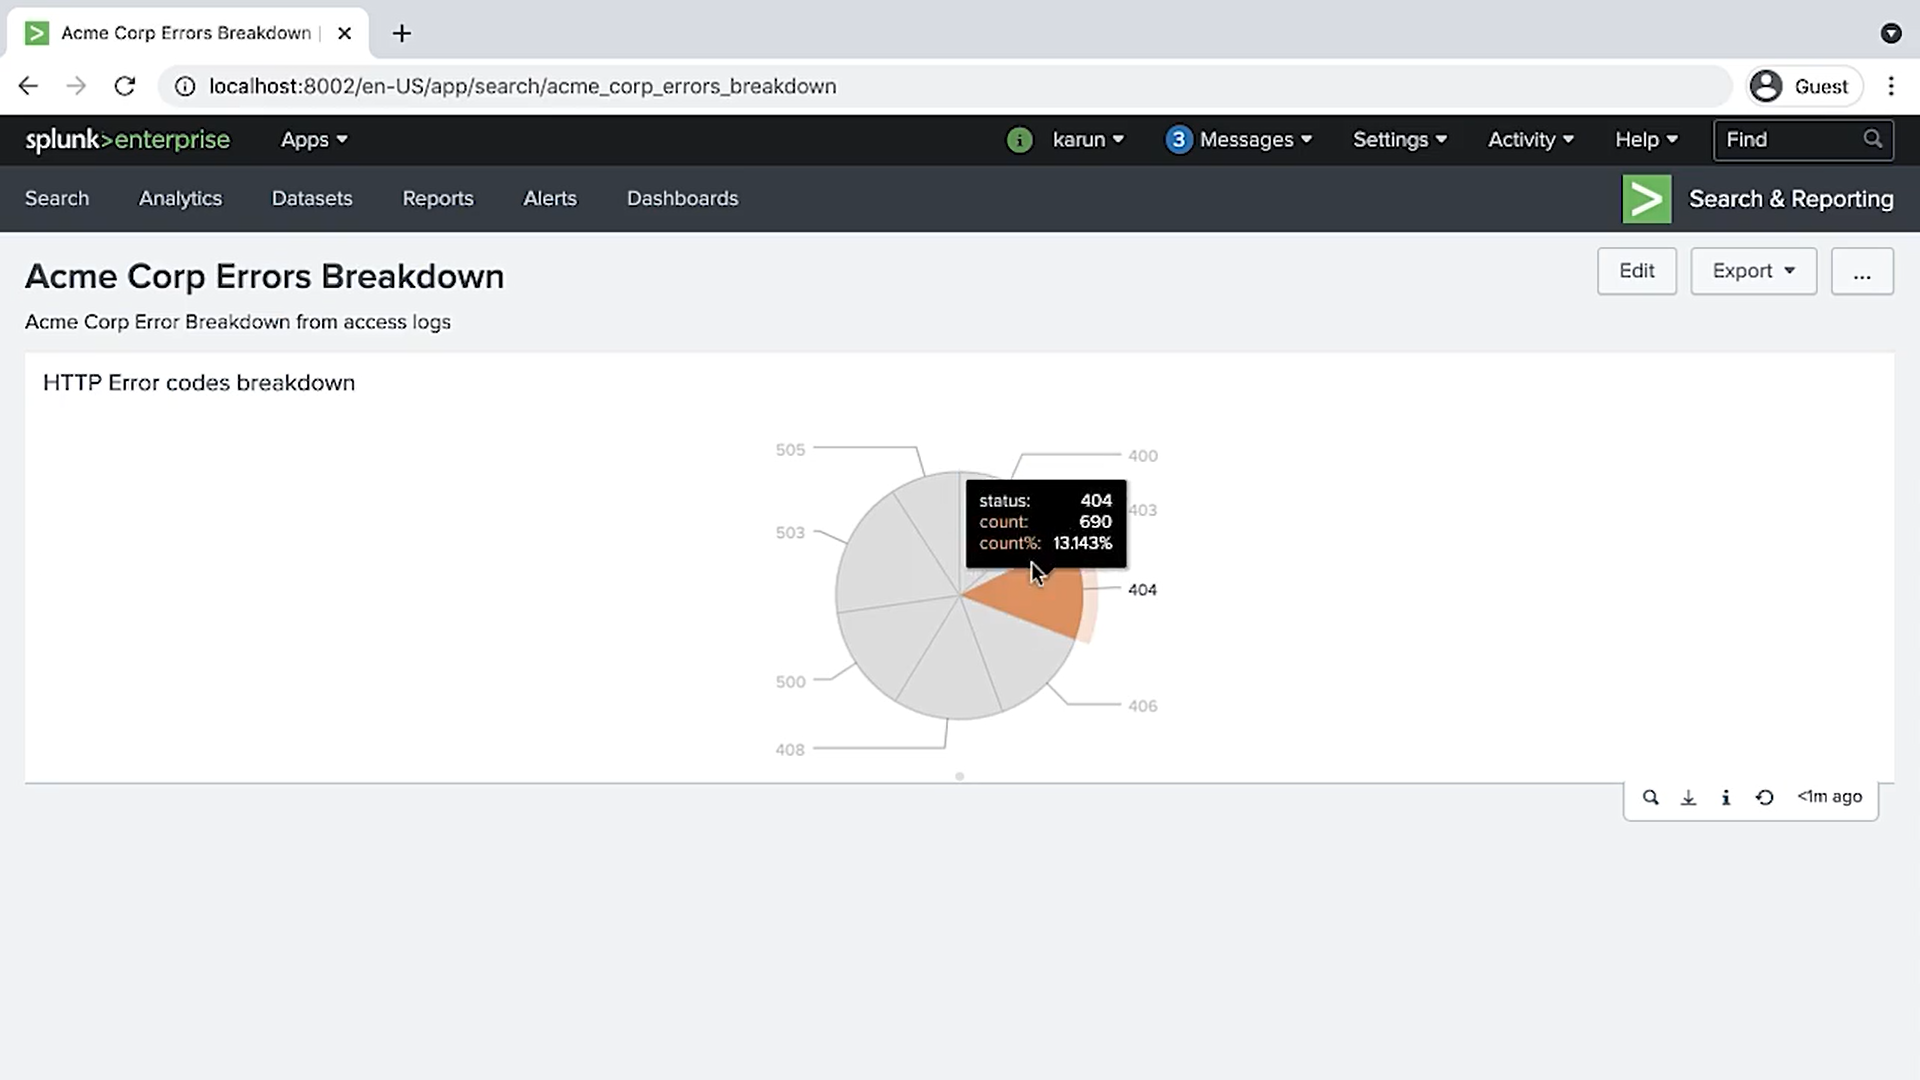 Acme Corp Errors Breakdown |
localhost:8002/en-US/app/search/acme_corp_errors_breakdown
Guest
splunk>enterprise Apps karun 3 Messages Settings Activity Help Find
Search Analytics Datasets Reports Alerts Dashboards Search & Reporting
Acme Corp Errors Breakdown
Edit Export ...
Acme Corp Error Breakdown from access logs
HTTP Error codes breakdown
505
400
status: 404
403
count: 690
503
count%: 13.143%
404
500
406
408
<1m ago